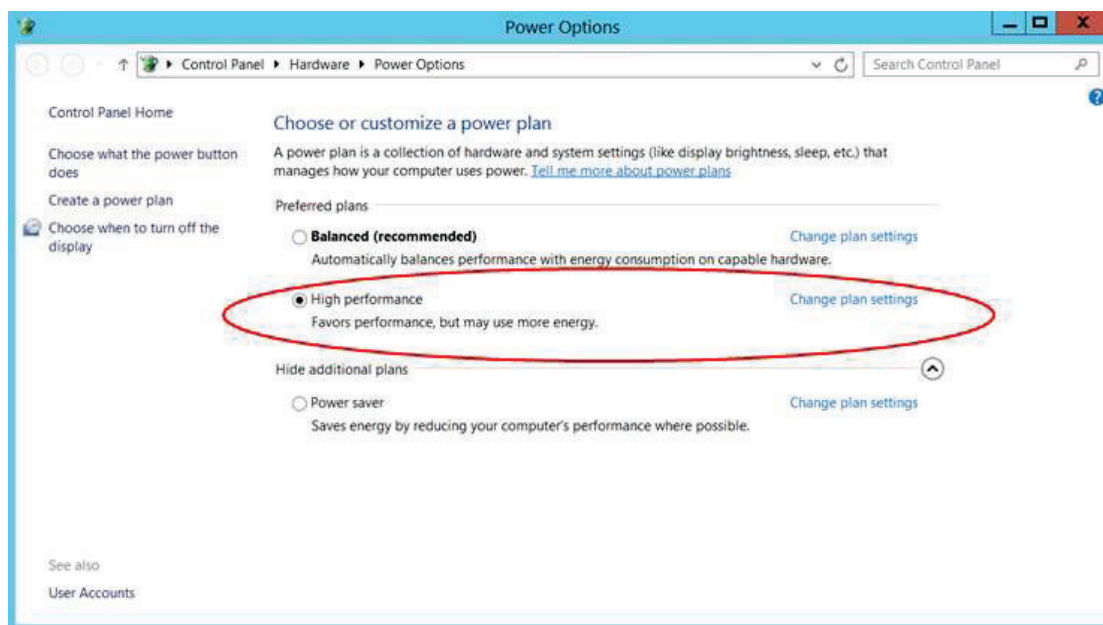 Power Options
Control Panel Hardware Power Options
Search Control Panel
Control Panel Home
Choose what the power button
does
Create a power plan
Choose when to turn off the
display
See also
User Accounts
Choose or customize a power plan
A power plan is a collection of hardware and system settings (like display brightness, sleep, etc.) that
manages how your computer uses power. Tell me more about power plans
Preferred plans
Balanced (recommended) Change plan settings
Automatically balances performance with energy consumption on capable hardware.
High performance Change plan settings
Favors performance, but may use more energy.
Hide additional plans
Power saver Change plan settings
Saves energy by reducing your computer's performance where possible.